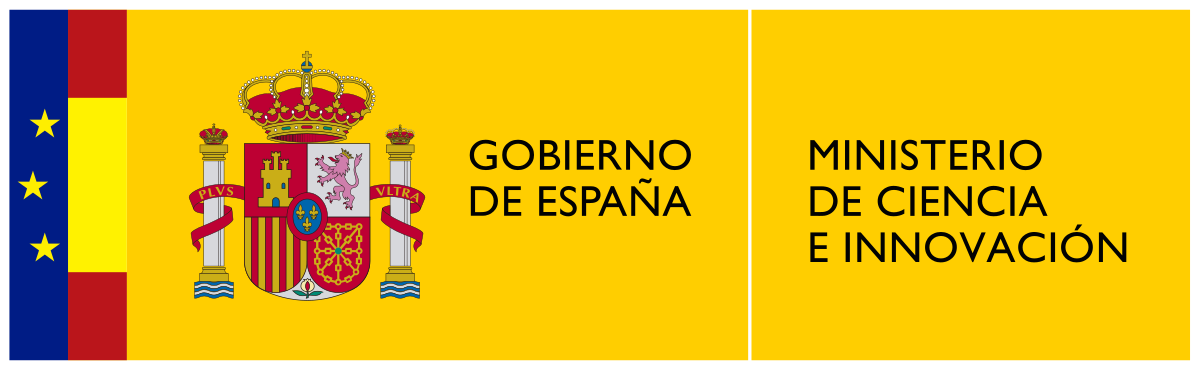 PLVS VLTRA
GOBIERNO
DE ESPAÑA
MINISTERIO
DE CIENCIA
E INNOVACIÓN